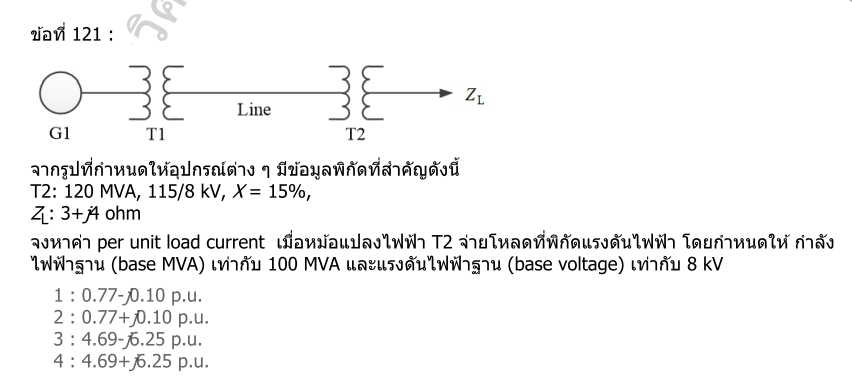 วิศ
ข้อที่ 121 :
G1 T1 Line T2 Z_L
จากรูปที่กำหนดให้อุปกรณ์ต่าง ๆ มีข้อมูลพิกัดที่สำคัญดังนี้
T2: 120 MVA, 115/8 kV, X = 15%,
Z_L: 3+j4 ohm
จงหาค่า per unit load current เมื่อหม้อแปลงไฟฟ้า T2 จ่ายโหลดที่พิกัดแรงดันไฟฟ้า โดยกำหนดให้ กำลัง
ไฟฟ้าฐาน (base MVA) เท่ากับ 100 MVA และแรงดันไฟฟ้าฐาน (base voltage) เท่ากับ 8 kV
1 : 0.77-j0.10 p.u.
2 : 0.77+j0.10 p.u.
3 : 4.69-j6.25 p.u.
4 : 4.69+j6.25 p.u.